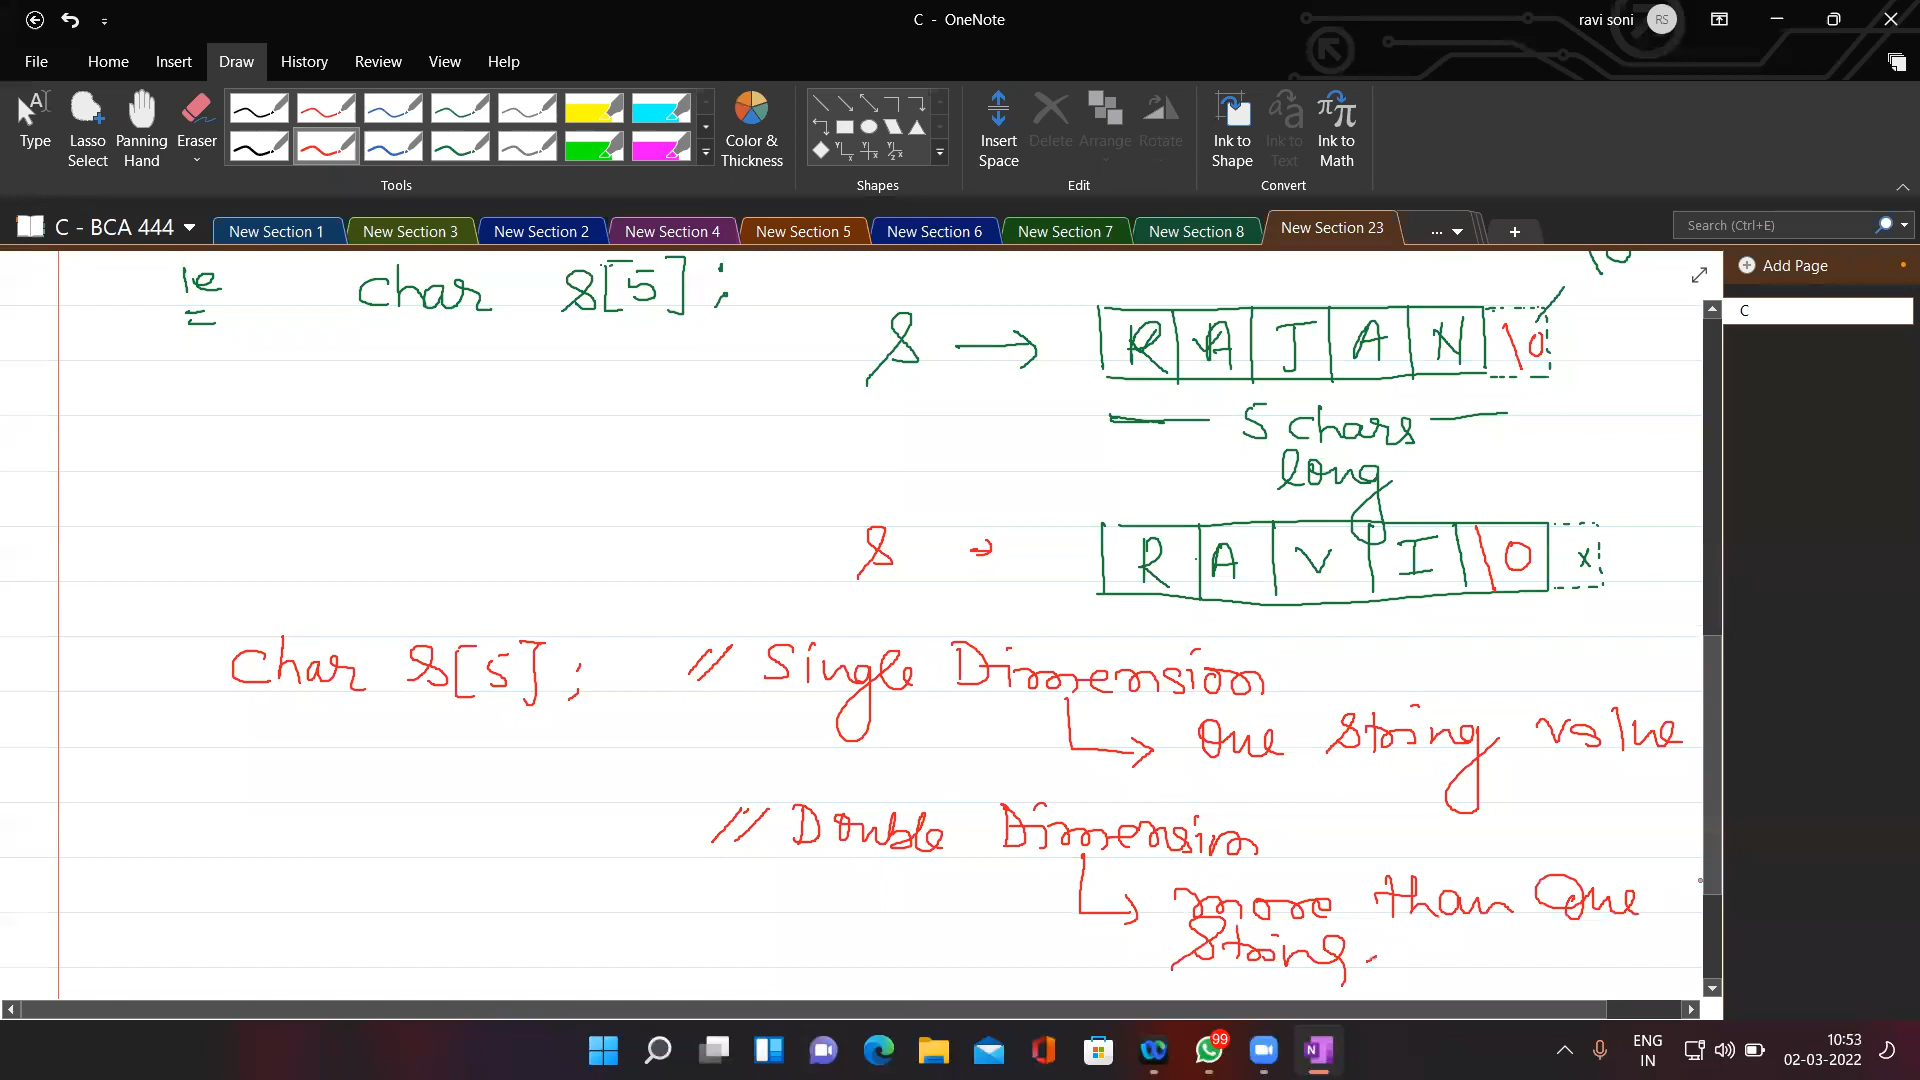 C - OneNote
ravi soni
RS
File Home Insert Draw History Review View Help
Type
Lasso Select
Panning Hand
Eraser
Color & Thickness
Insert Space
Delete
Arrange
Rotate
Ink to Shape
Ink to Text
Ink to Math
Tools
Shapes
Edit
Convert
C - BCA 444
New Section 1
New Section 3
New Section 2
New Section 4
New Section 5
New Section 6
New Section 7
New Section 8
New Section 23
...
+
Search (Ctrl+E)
Add Page
C
ie char S[5];
S → R A J A N \0
5 chars
long
S → R A V I \0 x
Char S[5]; // Single Dimension
One string value
// Double Dimension
more than One
String.
99
ENG
IN
10:53
02-03-2022